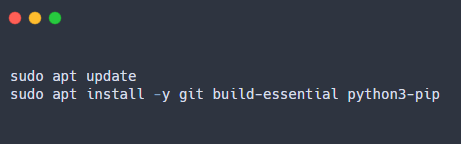 sudo apt update
sudo apt install -y git build-essential python3-pip